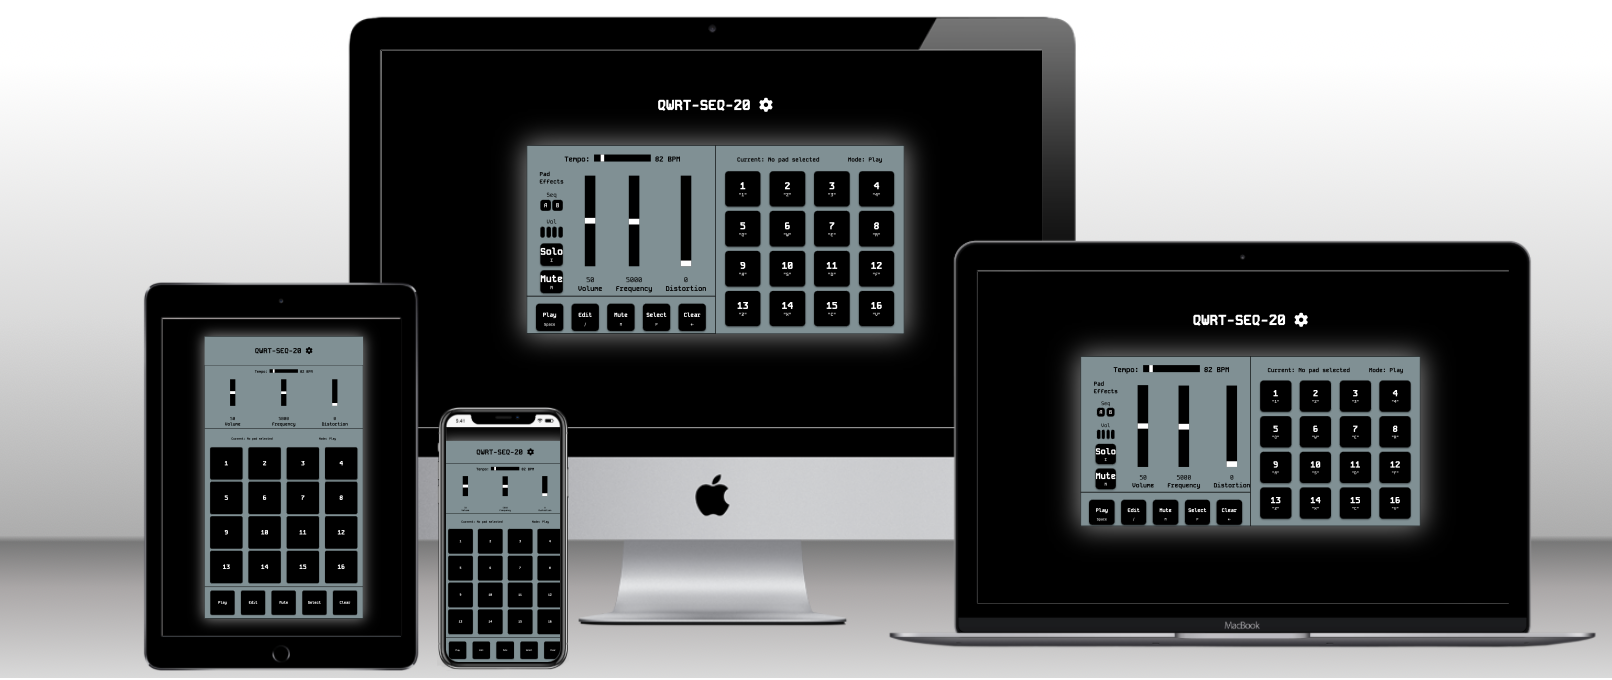 QWRT-SEQ-20
Tempo: 82 BPM
Pad
Effects
Seq
A B
Vol
Solo
I
Mute
50 5000 0
Volume Frequency Distortion
Play Edit Mute Select Clear
Space /
Current: No pad selected Mode: Play
1 2 3 4
"1" "2" "3" "4"
5 6 7 8
9 10 11 12
13 14 15 16
QWRT-SEQ-20
Tempo: 82 BPM
Pad
Effects
Seq
A B
Vol
Solo
I
Mute
50 5000 0
Volume Frequency Distortion
Play Edit Mute Select Clear
Space /
Current: No pad selected Mode: Play
1 2 3 4
5 6 7 8
9 10 11 12
13 14 15 16
MacBook
QWRT-SEQ-20
Tempo: 82 BPM
50 5000 0
Volume Frequency Distortion
Current: No pad selected Mode: Play
1 2 3 4
5 6 7 8
9 10 11 12
13 14 15 16
Play Edit Mute Select Clear
9:41
QWRT-SEQ-20
Tempo: 82 BPM
Current: No pad selected Mode: Play
1 2 3 4
5 6 7 8
9 10 11 12
13 14 15 16